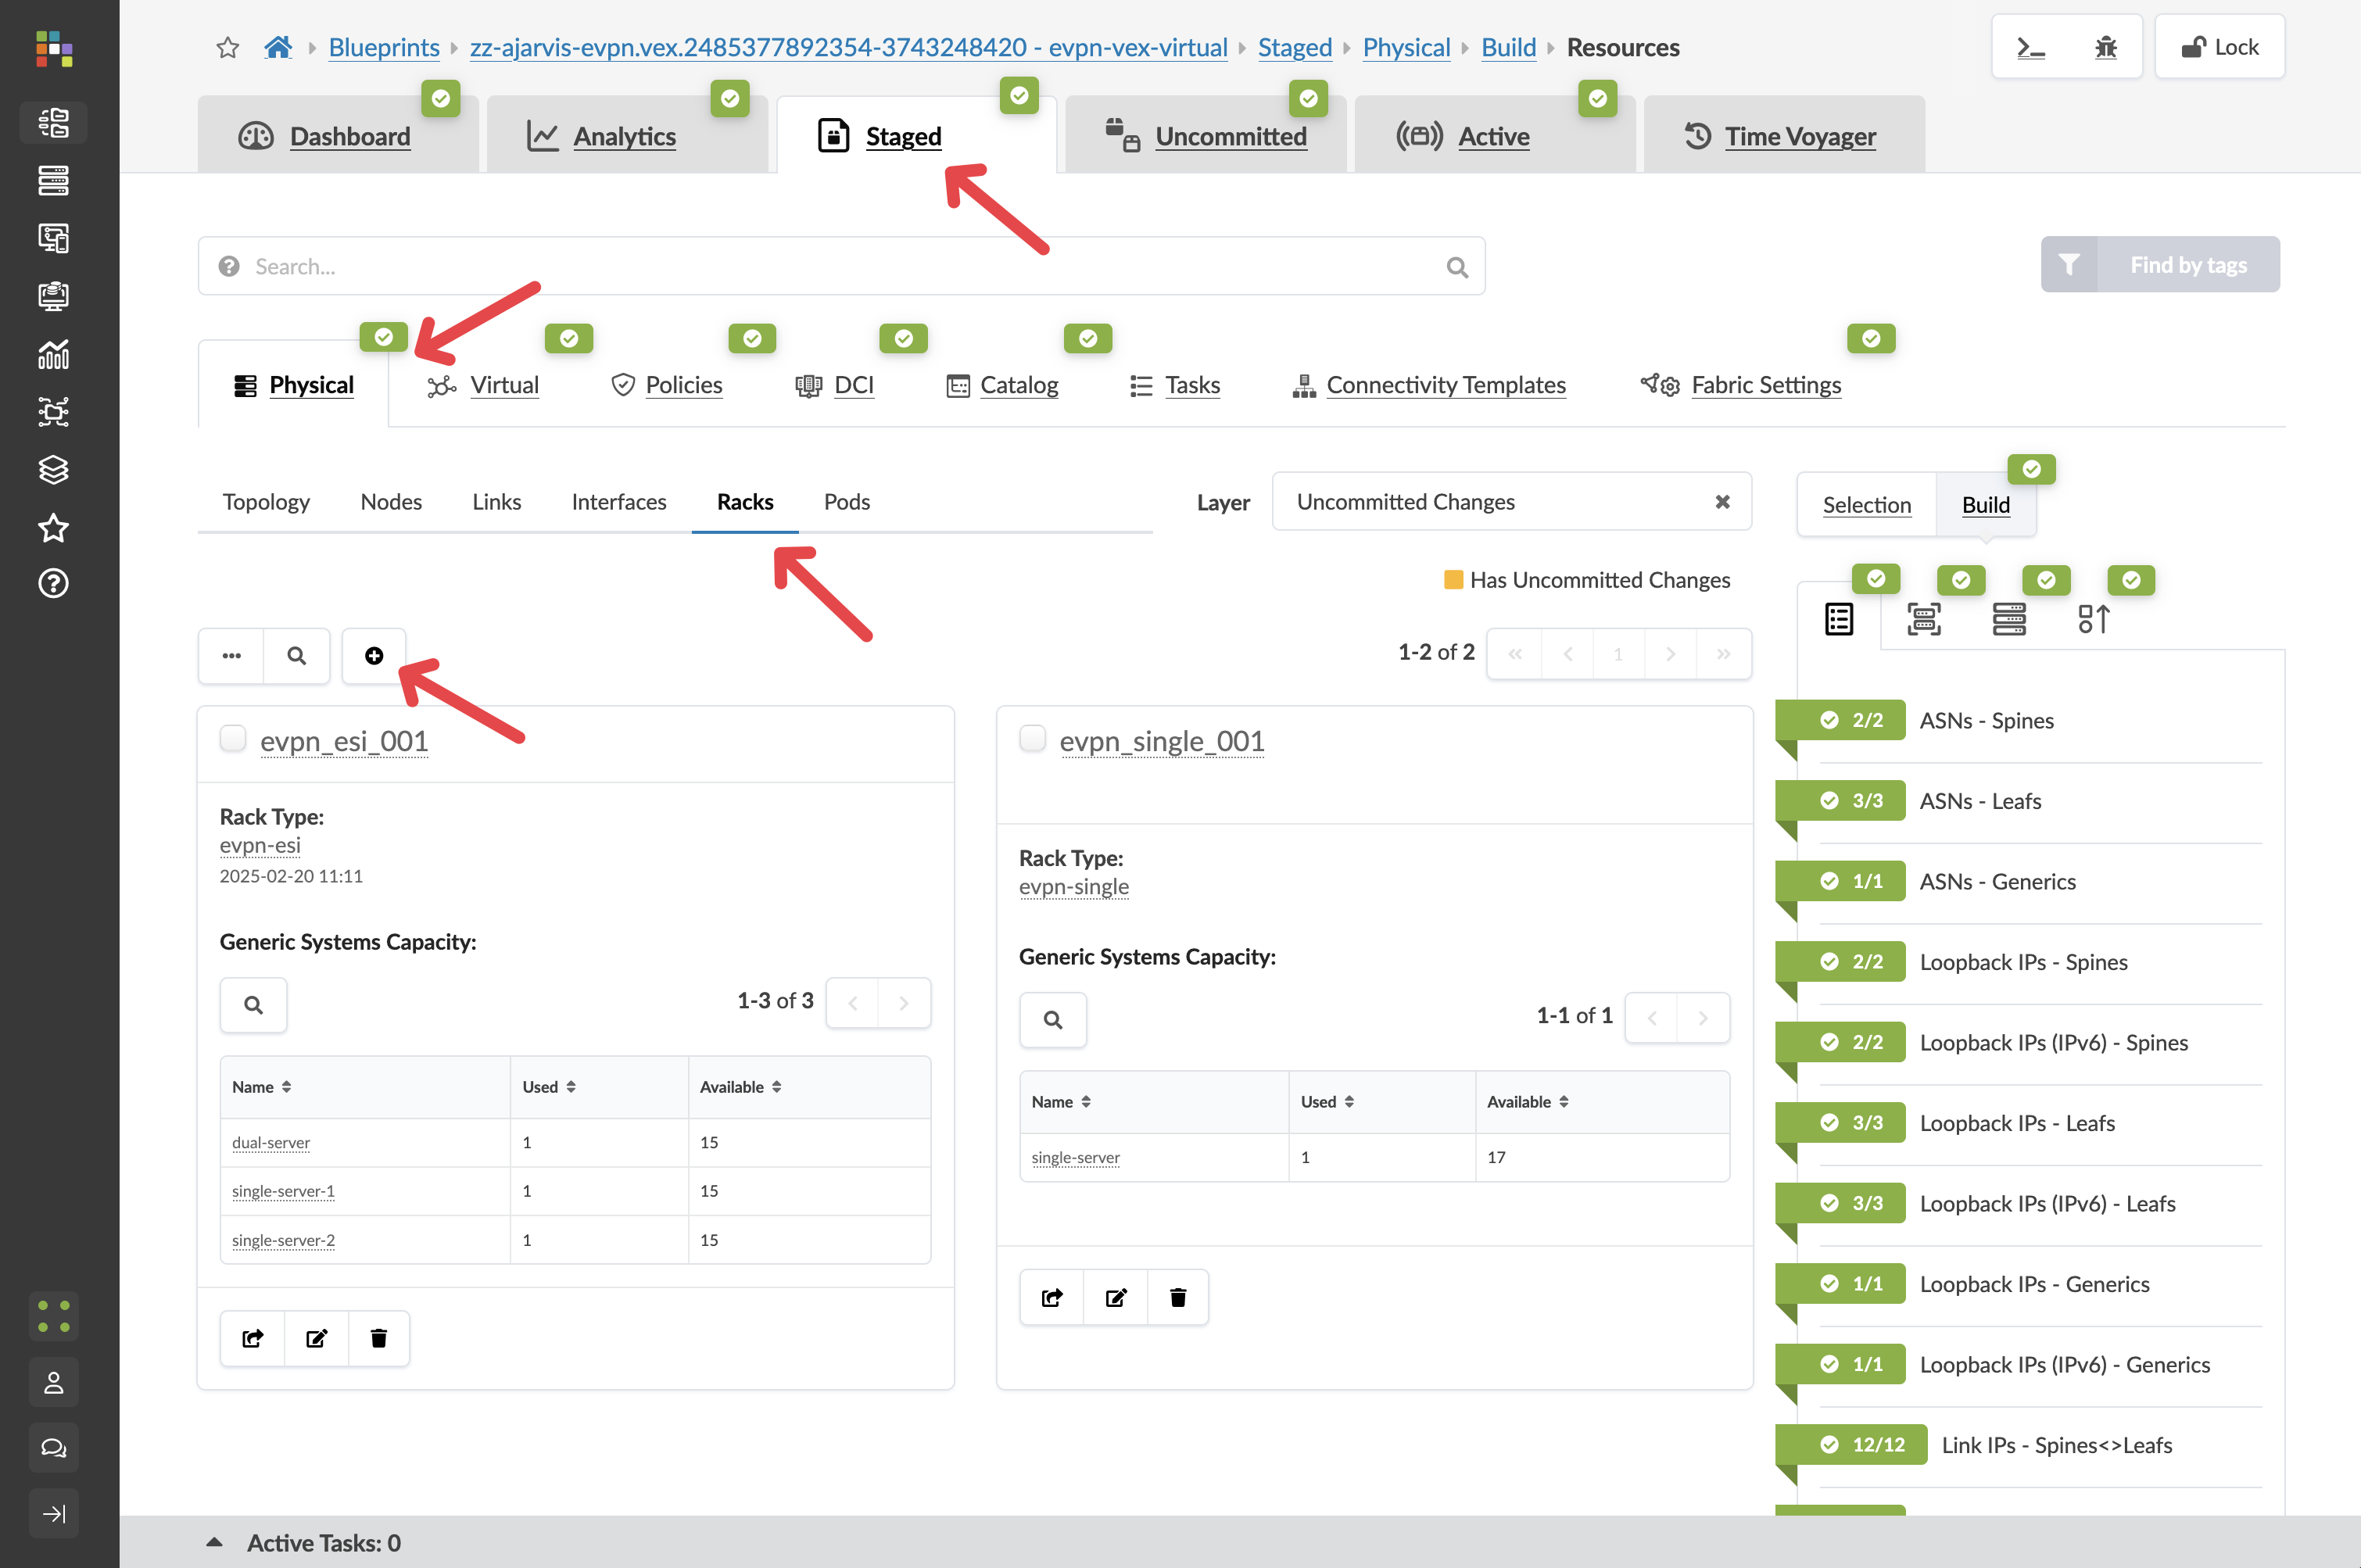 Blueprints zz-ajarvis-evpn.vex.2485377892354-3743248420 - evpn-vex-virtual Staged Physical Build Resources
Lock
Dashboard
Analytics
Staged
Uncommitted
Active
Time Voyager
Search...
Find by tags
Physical
Virtual
Policies
DCI
Catalog
Tasks
Connectivity Templates
Fabric Settings
Topology
Nodes
Links
Interfaces
Racks
Pods
Layer
Uncommitted Changes
Selection
Build
Has Uncommitted Changes
1-2 of 2
1
evpn_esi_001
Rack Type:
evpn-esi
2025-02-20 11:11
Generic Systems Capacity:
1-3 of 3
Name Used Available
dual-server 1 15
single-server-1 1 15
single-server-2 1 15
evpn_single_001
Rack Type:
evpn-single
Generic Systems Capacity:
1-1 of 1
Name Used Available
single-server 1 17
2/2 ASNs - Spines
3/3 ASNs - Leafs
1/1 ASNs - Generics
2/2 Loopback IPs - Spines
2/2 Loopback IPs (IPv6) - Spines
3/3 Loopback IPs - Leafs
3/3 Loopback IPs (IPv6) - Leafs
1/1 Loopback IPs - Generics
1/1 Loopback IPs (IPv6) - Generics
12/12 Link IPs - Spines<>Leafs
Active Tasks: 0